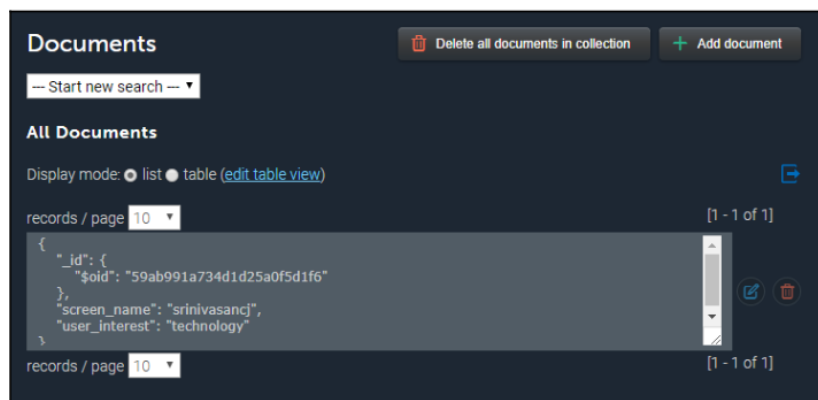 Documents
Delete all documents in collection
+ Add document
--- Start new search ---
All Documents
Display mode: list table (edit table view)
records / page 10 [1 - 1 of 1]
{
"_id": {
"$oid": "59ab991a734d1d25a0f5d1f6"
},
"screen_name": "srinivasancj",
"user_interest": "technology"
}
records / page 10 [1 - 1 of 1]